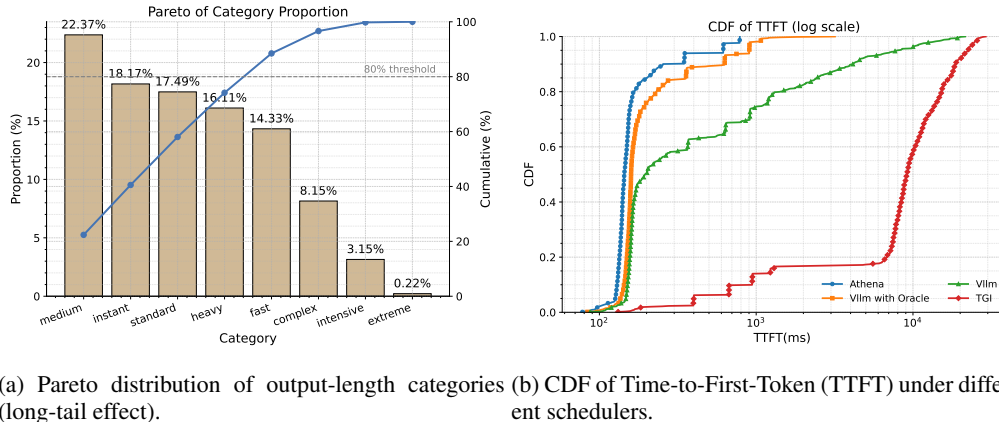 Pareto of Category Proportion
22.37%
18.17%
17.49%
16.11%
14.33%
8.15%
3.15%
0.22%
80% threshold
Proportion (%)
20
15
10
5
0
Cumulative (%)
100
80
60
40
20
0
medium
instant
standard
heavy
fast
complex
intensive
extreme
Category
(a) Pareto distribution of output-length categories
(long-tail effect).
CDF of TTFT (log scale)
CDF
1.0
0.8
0.6
0.4
0.2
0.0
10²
10³
10⁴
TTFT(ms)
Athena
Vllm with Oracle
Vllm
TGI
(b) CDF of Time-to-First-Token (TTFT) under differ
ent schedulers.